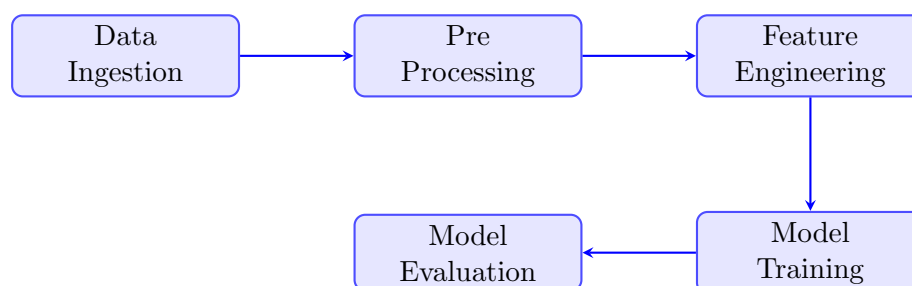 Data
Ingestion
Pre
Processing
Feature
Engineering
Model
Training
Model
Evaluation